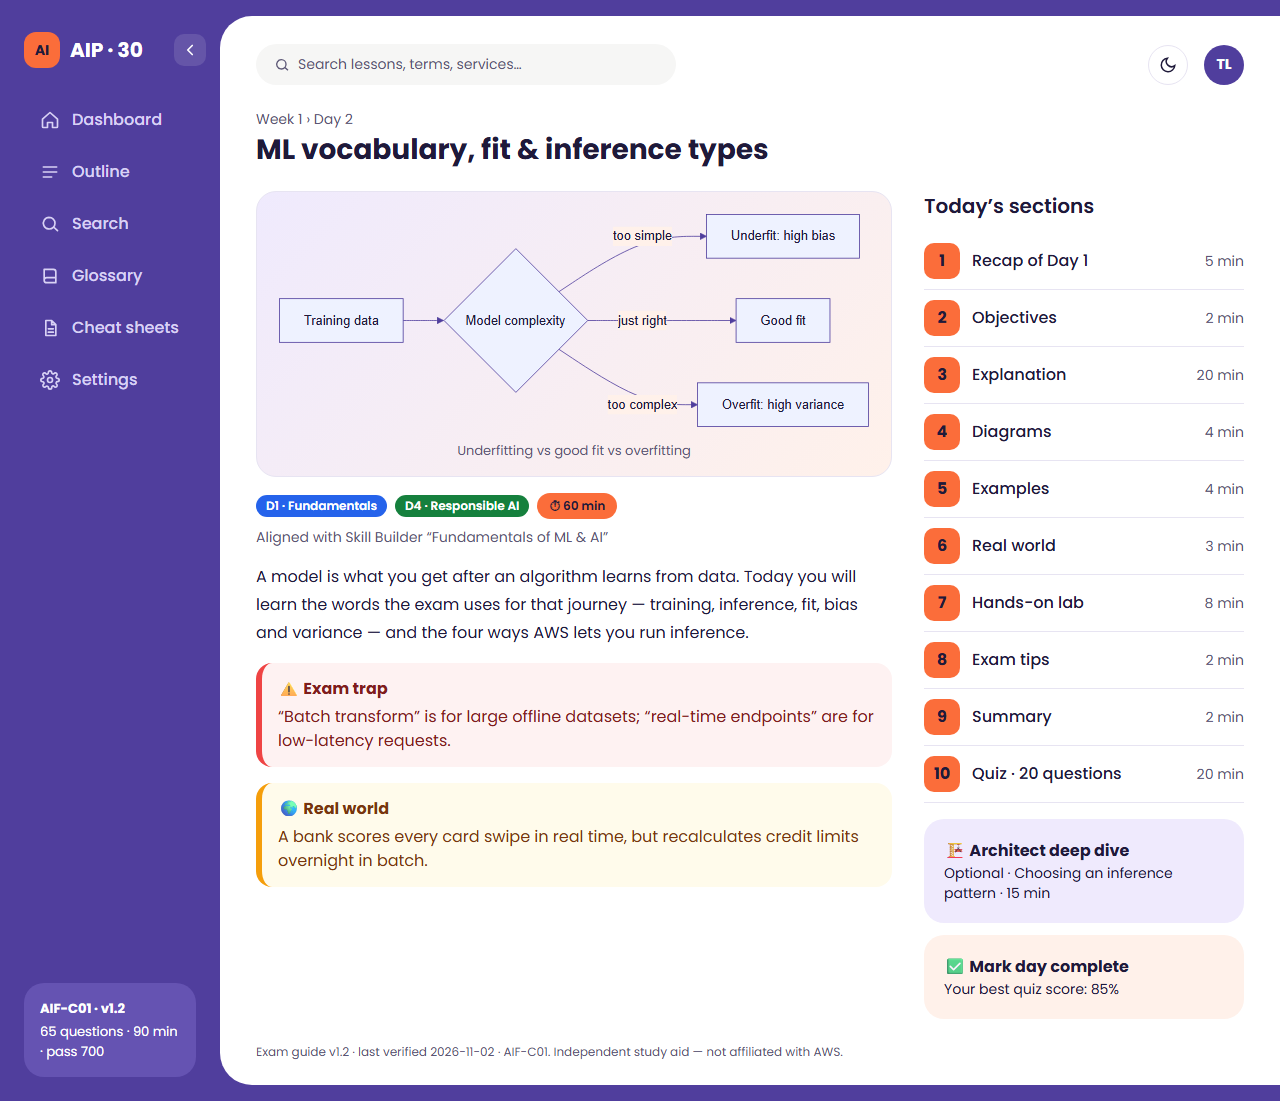 AI
AIP · 30
Dashboard
Outline
Search
Glossary
Cheat sheets
Settings
AIF-C01 · v1.2
65 questions · 90 min
· pass 700
Search lessons, terms, services…
TL
Week 1 › Day 2
ML vocabulary, fit & inference types
Training data
Model complexity
too simple
Underfit: high bias
just right
Good fit
too complex
Overfit: high variance
Underfitting vs good fit vs overfitting
D1 · Fundamentals
D4 · Responsible AI
⏱ 60 min
Aligned with Skill Builder “Fundamentals of ML & AI”
A model is what you get after an algorithm learns from data. Today you will
learn the words the exam uses for that journey — training, inference, fit, bias
and variance — and the four ways AWS lets you run inference.
⚠️ Exam trap
“Batch transform” is for large offline datasets; “real-time endpoints” are for
low-latency requests.
🌍 Real world
A bank scores every card swipe in real time, but recalculates credit limits
overnight in batch.
Today’s sections
1 Recap of Day 1 5 min
2 Objectives 2 min
3 Explanation 20 min
4 Diagrams 4 min
5 Examples 4 min
6 Real world 3 min
7 Hands-on lab 8 min
8 Exam tips 2 min
9 Summary 2 min
10 Quiz · 20 questions 20 min
🏗️ Architect deep dive
Optional · Choosing an inference
pattern · 15 min
✅ Mark day complete
Your best quiz score: 85%
Exam guide v1.2 · last verified 2026-11-02 · AIF-C01. Independent study aid — not affiliated with AWS.